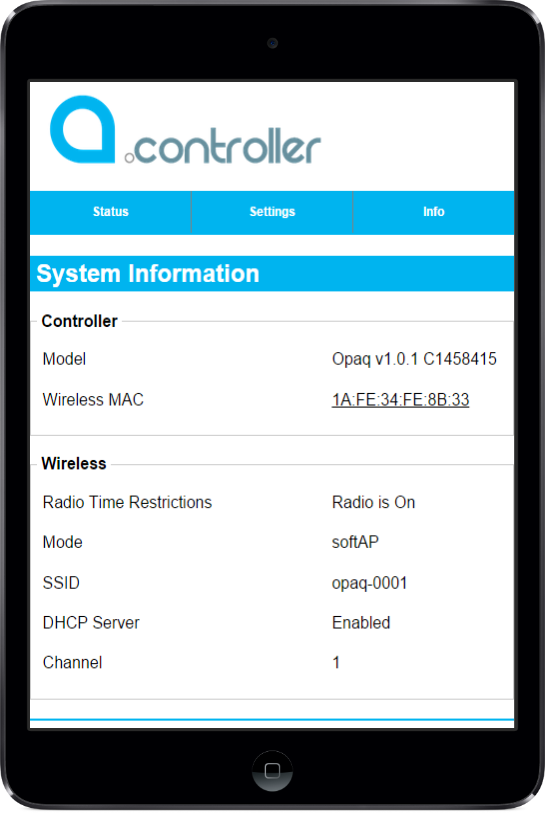 a.controller
Status Settings Info
System Information
Controller
Model Opaq v1.0.1 C1458415
Wireless MAC 1A:FE:34:FE:8B:33
Wireless
Radio Time Restrictions Radio is On
Mode softAP
SSID opaq-0001
DHCP Server Enabled
Channel 1